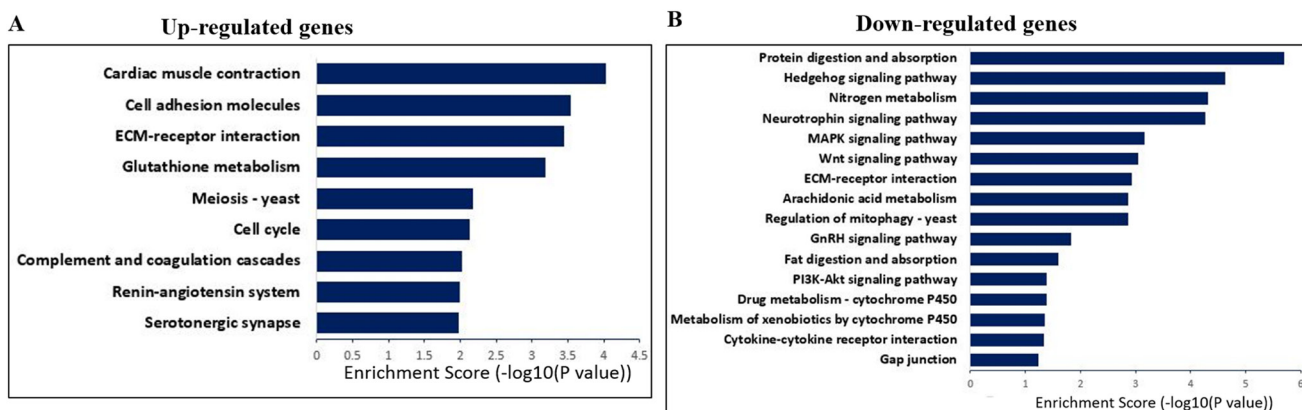 A
Up-regulated genes
Cardiac muscle contraction
Cell adhesion molecules
ECM-receptor interaction
Glutathione metabolism
Meiosis - yeast
Cell cycle
Complement and coagulation cascades
Renin-angiotensin system
Serotonergic synapse
0 0.5 1 1.5 2 2.5 3 3.5 4 4.5
Enrichment Score (-log10(P value))
B
Down-regulated genes
Protein digestion and absorption
Hedgehog signaling pathway
Nitrogen metabolism
Neurotrophin signaling pathway
MAPK signaling pathway
Wnt signaling pathway
ECM-receptor interaction
Arachidonic acid metabolism
Regulation of mitophagy - yeast
GnRH signaling pathway
Fat digestion and absorption
PI3K-Akt signaling pathway
Drug metabolism - cytochrome P450
Metabolism of xenobiotics by cytochrome P450
Cytokine-cytokine receptor interaction
Gap junction
0 1 2 3 4 5 6
Enrichment Score (-log10(P value))